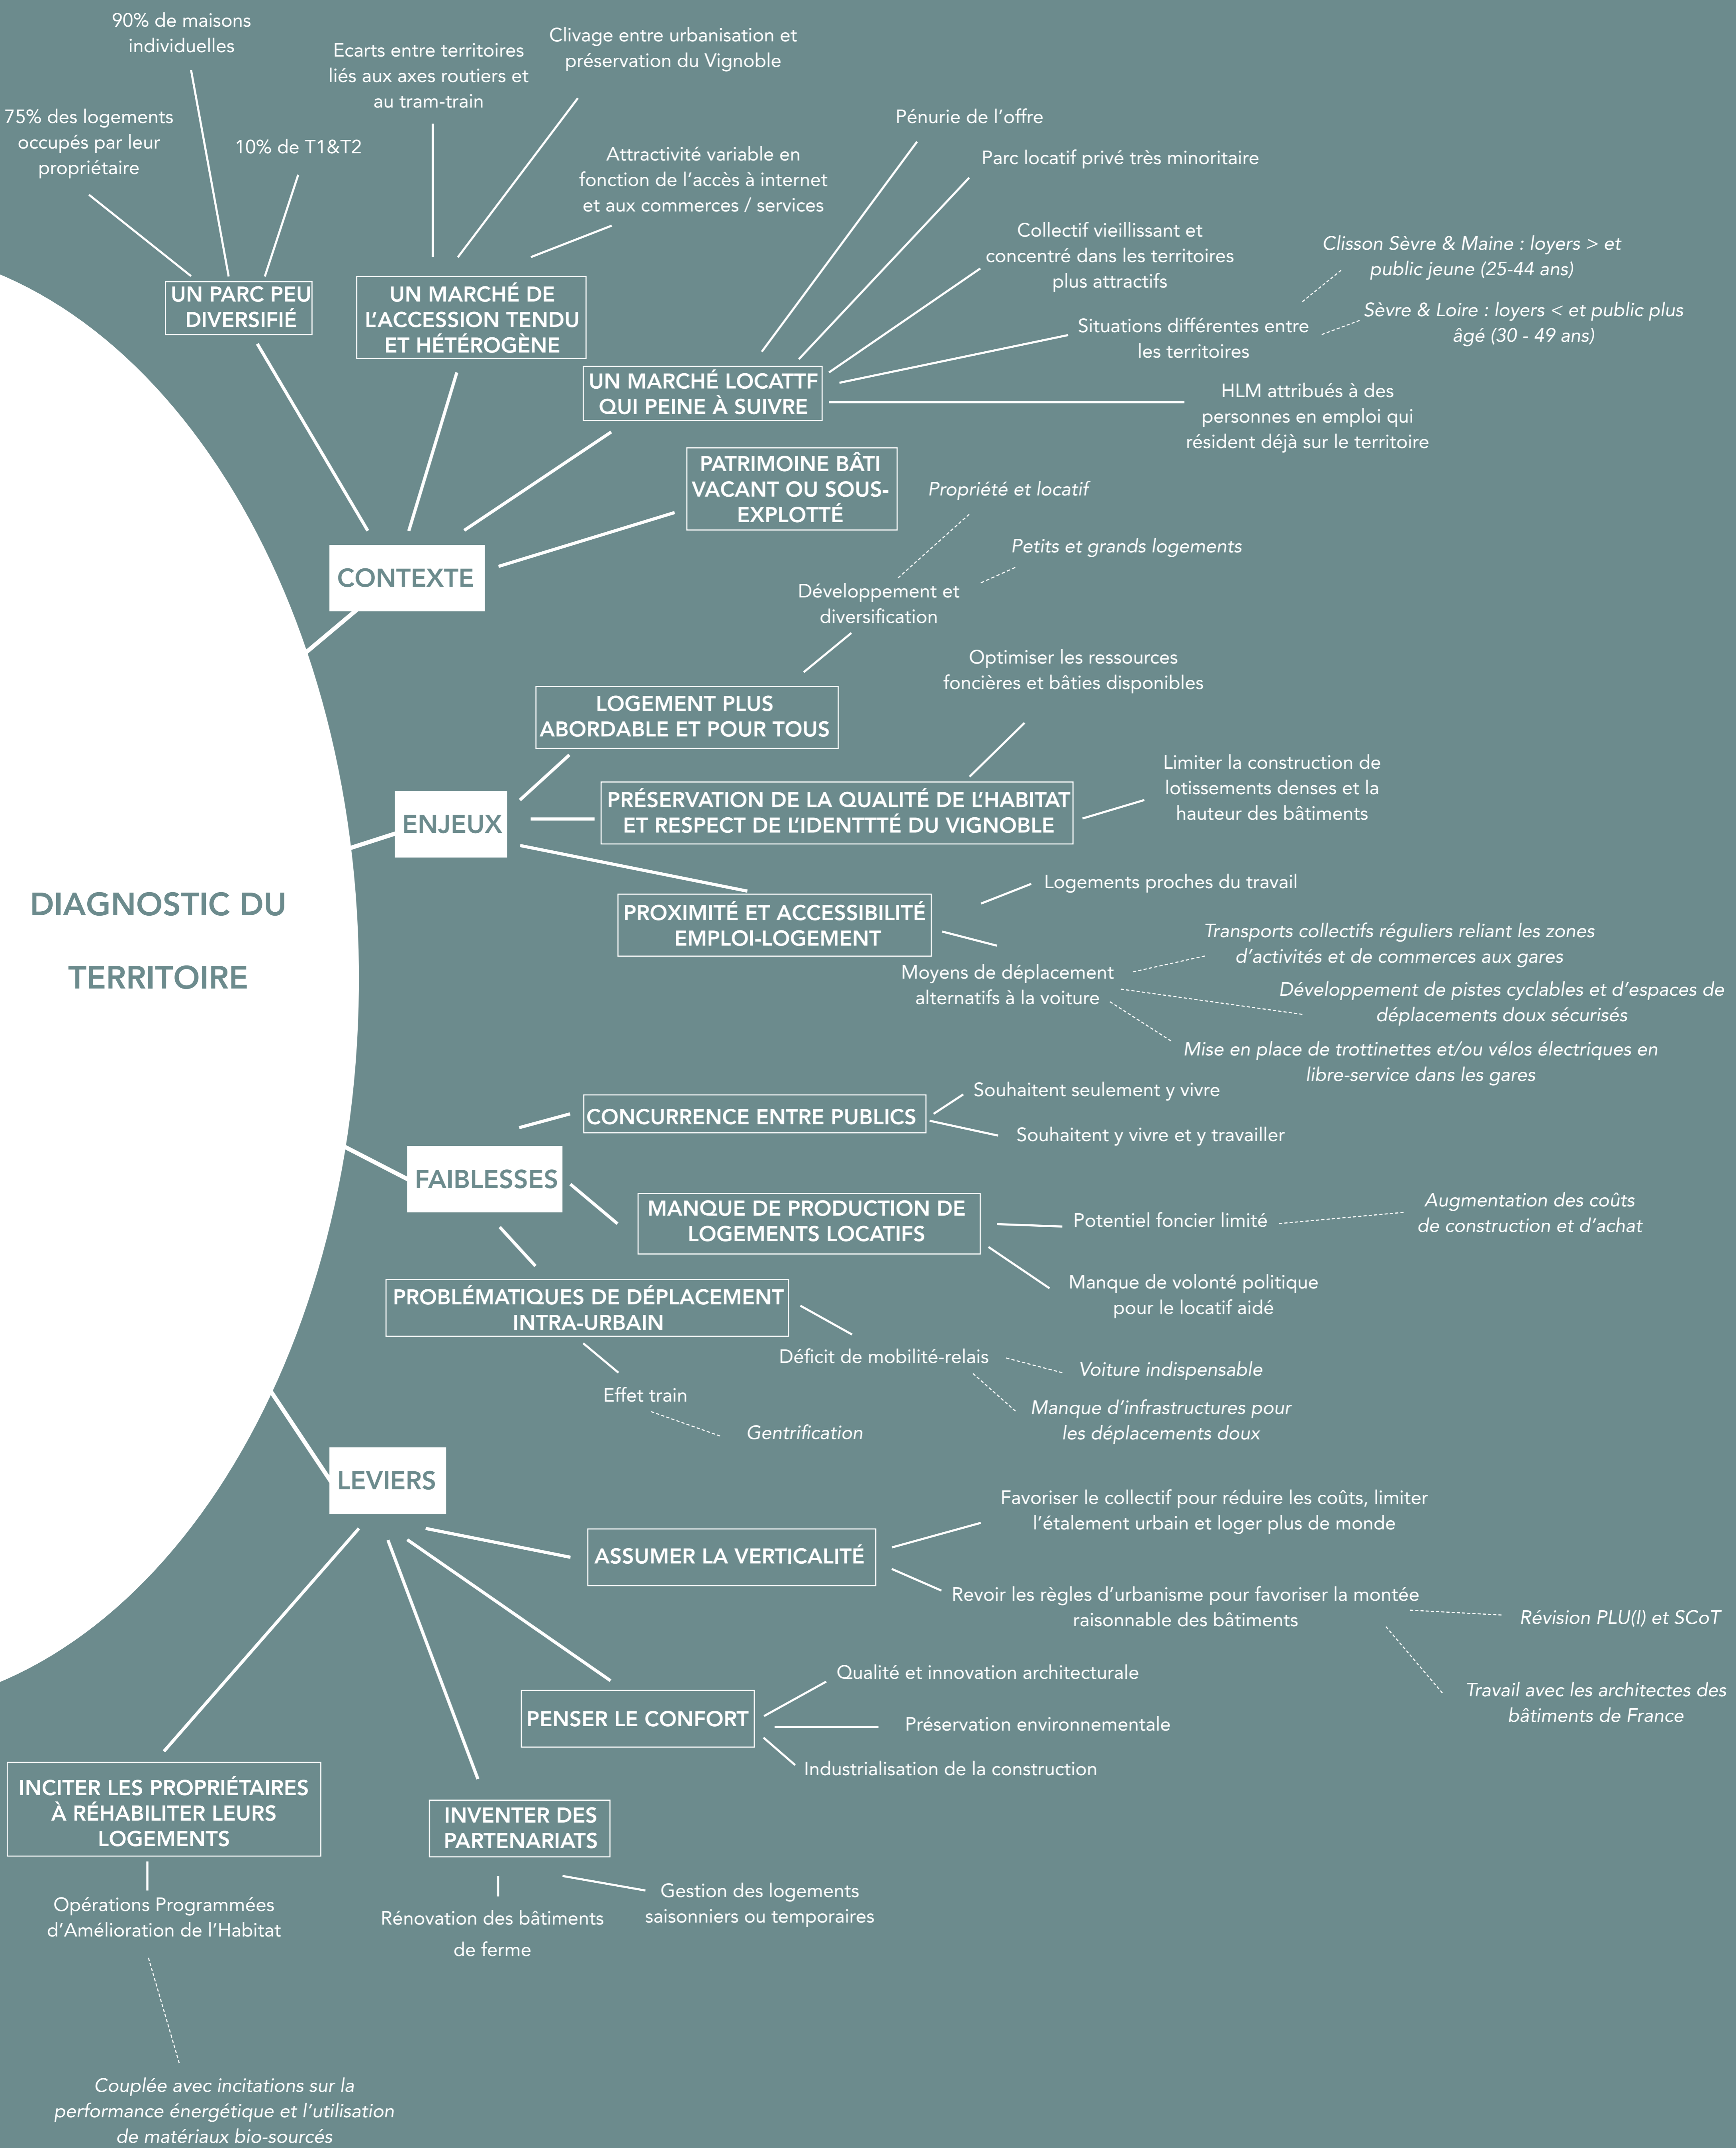 DIAGNOSTIC DU
TERRITOIRE
CONTEXTE
UN PARC PEU
DIVERSIFIÉ
75% des logements
occupés par leur
propriétaire
90% de maisons
individuelles
10% de T1&T2
UN MARCHÉ DE
L'ACCESSION TENDU
ET HÉTÉROGÈNE
Ecarts entre territoires
liés aux axes routiers et
au tram-train
Clivage entre urbanisation et
préservation du Vignoble
Attractivité variable en
fonction de l'accès à internet
et aux commerces / services
UN MARCHÉ LOCATTF
QUI PEINE À SUIVRE
Pénurie de l'offre
Parc locatif privé très minoritaire
Collectif vieillissant et
concentré dans les territoires
plus attractifs
Situations différentes entre
les territoires
Clisson Sèvre & Maine : loyers > et
public jeune (25-44 ans)
Sèvre & Loire : loyers < et public plus
âgé (30 - 49 ans)
HLM attribués à des
personnes en emploi qui
résident déjà sur le territoire
PATRIMOINE BÂTI
VACANT OU SOUS-
EXPLOTTÉ
ENJEUX
LOGEMENT PLUS
ABORDABLE ET POUR TOUS
Développement et
diversification
Propriété et locatif
Petits et grands logements
PRÉSERVATION DE LA QUALITÉ DE L'HABITAT
ET RESPECT DE L'IDENTTTÉ DU VIGNOBLE
Optimiser les ressources
foncières et bâties disponibles
Limiter la construction de
lotissements denses et la
hauteur des bâtiments
PROXIMITÉ ET ACCESSIBILITÉ
EMPLOI-LOGEMENT
Logements proches du travail
Moyens de déplacement
alternatifs à la voiture
Transports collectifs réguliers reliant les zones
d'activités et de commerces aux gares
Développement de pistes cyclables et d'espaces de
déplacements doux sécurisés
Mise en place de trottinettes et/ou vélos électriques en
libre-service dans les gares
FAIBLESSES
CONCURRENCE ENTRE PUBLICS
Souhaitent seulement y vivre
Souhaitent y vivre et y travailler
MANQUE DE PRODUCTION DE
LOGEMENTS LOCATIFS
Potentiel foncier limité
Augmentation des coûts
de construction et d'achat
Manque de volonté politique
pour le locatif aidé
PROBLÉMATIQUES DE DÉPLACEMENT
INTRA-URBAIN
Déficit de mobilité-relais
Voiture indispensable
Manque d'infrastructures pour
les déplacements doux
Effet train
Gentrification
LEVIERS
ASSUMER LA VERTICALITÉ
Favoriser le collectif pour réduire les coûts, limiter
l'étalement urbain et loger plus de monde
Revoir les règles d'urbanisme pour favoriser la montée
raisonnable des bâtiments
Révision PLU(I) et SCoT
Travail avec les architectes des
bâtiments de France
PENSER LE CONFORT
Qualité et innovation architecturale
Préservation environnementale
Industrialisation de la construction
INVENTER DES
PARTENARIATS
Rénovation des bâtiments
de ferme
Gestion des logements
saisonniers ou temporaires
INCITER LES PROPRIÉTAIRES
À RÉHABILITER LEURS
LOGEMENTS
Opérations Programmées
d'Amélioration de l'Habitat
Couplée avec incitations sur la
performance énergétique et l'utilisation
de matériaux bio-sourcés